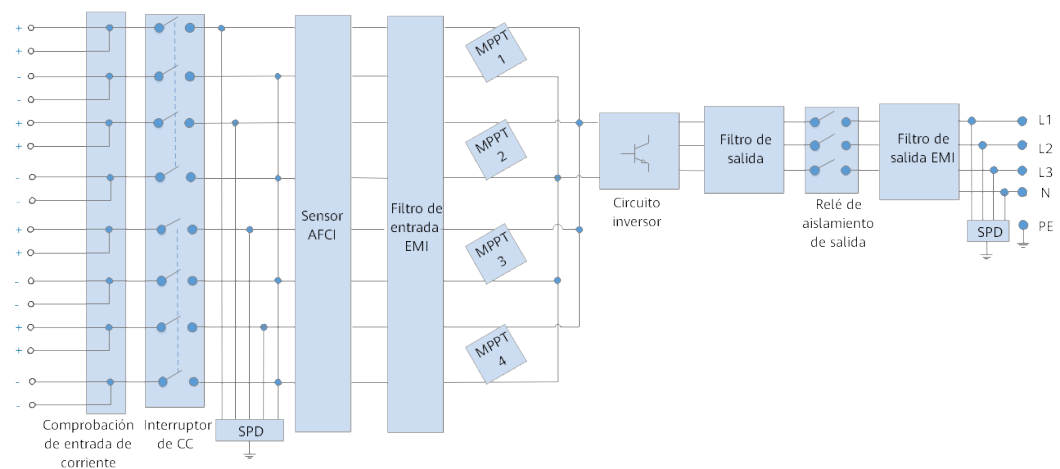 +
+
-
-
+
+
-
-
+
+
-
-
+
+
-
-
Comprobación
de entrada de
corriente
Interruptor
de CC
SPD
Sensor
AFCI
Filtro de
entrada
EMI
MPPT
1
MPPT
2
MPPT
3
MPPT
4
Circuito
inversor
Filtro de
salida
Relé de
aislamiento
de salida
Filtro de
salida EMI
SPD
L1
L2
L3
N
PE